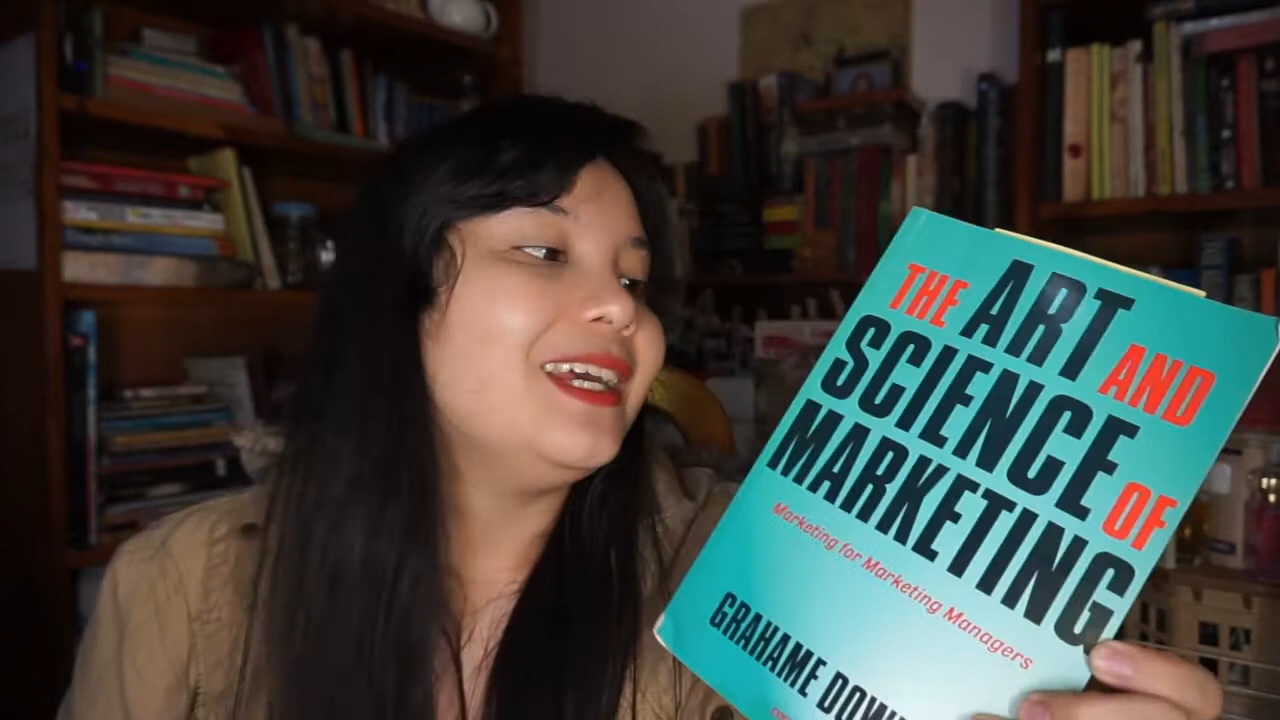 THE ART AND
SCIENCE OF
MARKETING
Marketing for Marketing Managers
GRAHAME